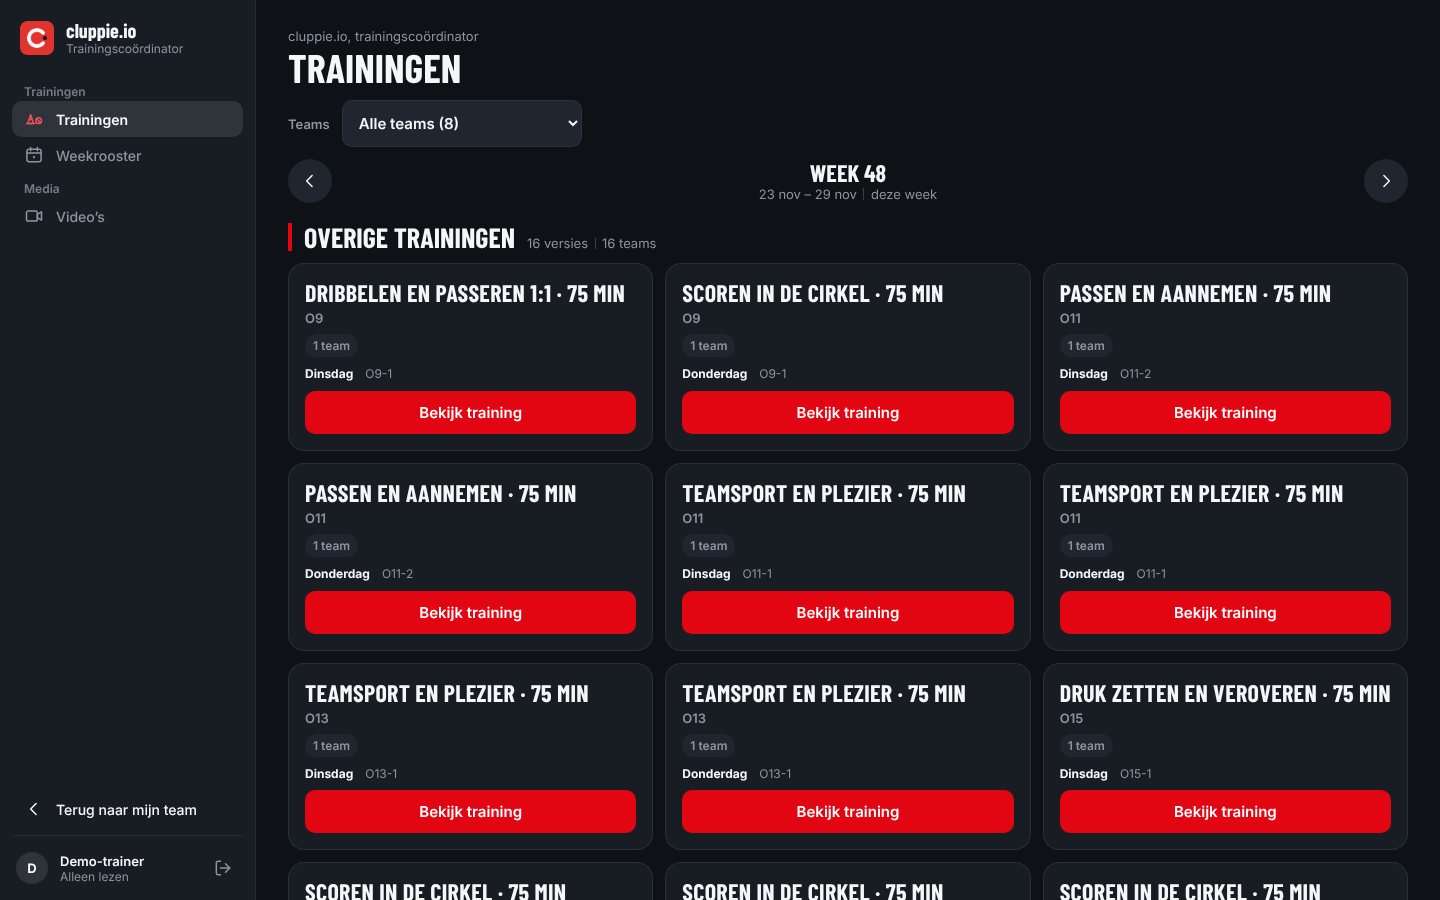 cluppie.io
Trainingscoördinator
Trainingen
Trainingen
Weekrooster
Media
Video's
Terug naar mijn team
D
Demo-trainer
Alleen lezen
cluppie.io, trainingscoördinator
TRAININGEN
Teams
Alle teams (8)
WEEK 48
23 nov – 29 nov | deze week
OVERIGE TRAININGEN 16 versies | 16 teams
DRIBBELEN EN PASSEREN 1:1 · 75 MIN
O9
1 team
Dinsdag O9-1
Bekijk training
SCOREN IN DE CIRKEL · 75 MIN
O9
1 team
Donderdag O9-1
Bekijk training
PASSEN EN AANNEMEN · 75 MIN
O11
1 team
Dinsdag O11-2
Bekijk training
PASSEN EN AANNEMEN · 75 MIN
O11
1 team
Donderdag O11-2
Bekijk training
TEAMSPORT EN PLEZIER · 75 MIN
O11
1 team
Dinsdag O11-1
Bekijk training
TEAMSPORT EN PLEZIER · 75 MIN
O11
1 team
Donderdag O11-1
Bekijk training
TEAMSPORT EN PLEZIER · 75 MIN
O13
1 team
Dinsdag O13-1
Bekijk training
TEAMSPORT EN PLEZIER · 75 MIN
O13
1 team
Donderdag O13-1
Bekijk training
DRUK ZETTEN EN VEROVEREN · 75 MIN
O15
1 team
Dinsdag O15-1
Bekijk training
SCOREN IN DE CIRKEL · 75 MIN
SCOREN IN DE CIRKEL · 75 MIN
SCOREN IN DE CIRKEL · 75 MIN